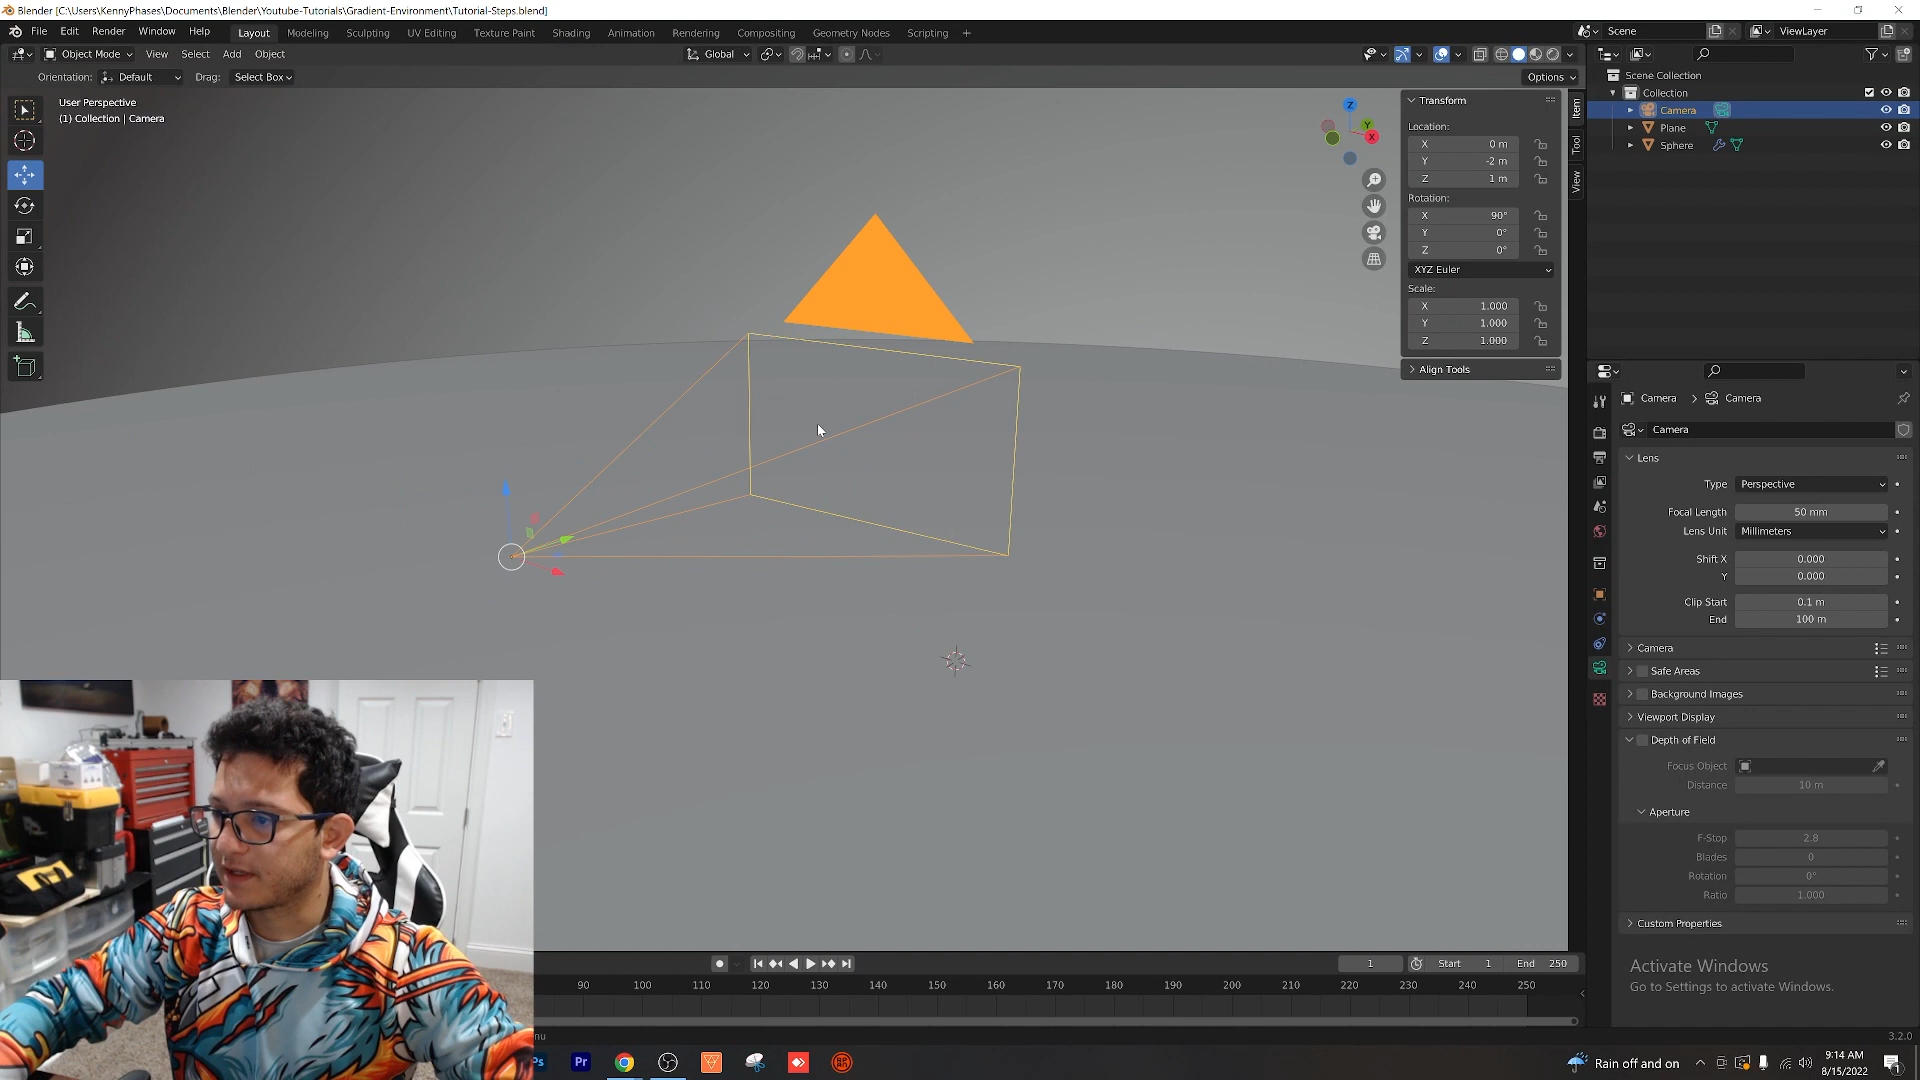 Blender [C:\Users\KennyPhases\Documents\Blender\Youtube-Tutorials\Gradient-Environment\Tutorial-Steps.blend]
File Edit Render Window Help Layout Modeling Sculpting UV Editing Texture Paint Shading Animation Rendering Compositing Geometry Nodes Scripting + Scene ViewLayer
Object Mode View Select Add Object Global
Orientation: Default Drag: Select Box Options
User Perspective
(1) Collection | Camera
Z
Y
X
Transform
Location:
X 0 m
Y -2 m
Z 1 m
Rotation:
X 90°
Y 0°
Z 0°
XYZ Euler
Scale:
X 1.000
Y 1.000
Z 1.000
Align Tools
Item
Tool
View
Scene Collection
Collection
Camera
Plane
Sphere
Camera > Camera
Camera
Lens
Type Perspective
Focal Length 50 mm
Lens Unit Millimeters
Shift X 0.000
Y 0.000
Clip Start 0.1 m
End 100 m
Camera
Safe Areas
Background Images
Viewport Display
Depth of Field
Focus Object
Distance 10 m
Aperture
F-Stop 2.8
Blades 0
Rotation 0°
Ratio 1.000
Custom Properties
Activate Windows
Go to Settings to activate Windows.
1 Start 1 End 250
90 100 110 120 130 140 150 160 170 180 190 200 210 220 230 240 250
nu
3.2.0
Ps Pr
Rain off and on
9:14 AM
8/15/2022
1